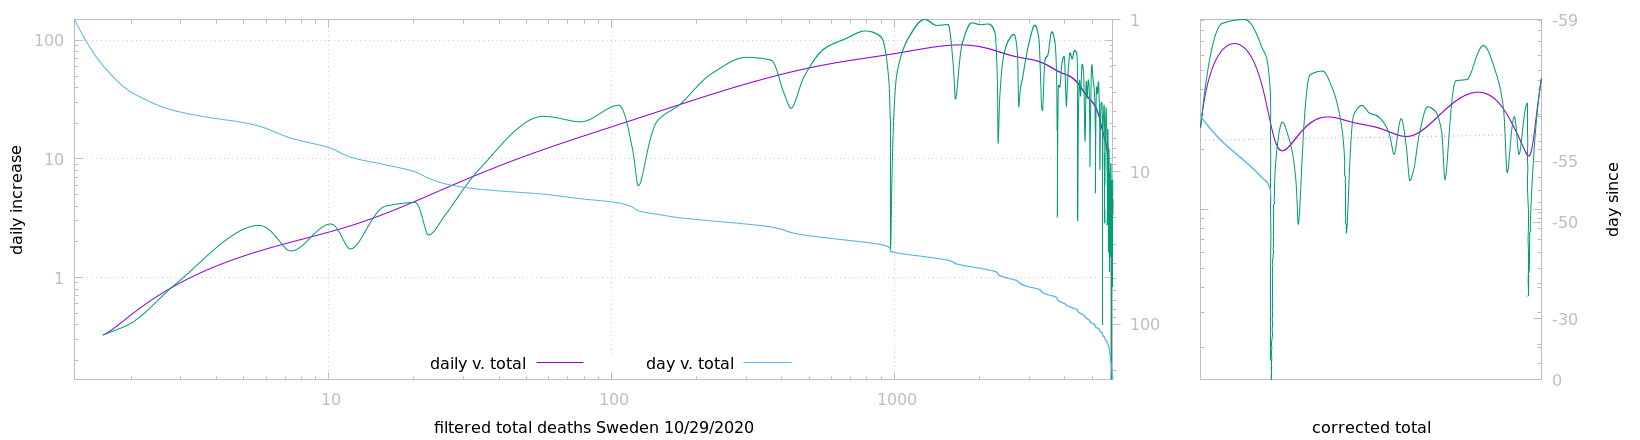 daily increase
100
10
1
1
10
100
10
100
1000
daily v. total
day v. total
filtered total deaths Sweden 10/29/2020
-59
-55
-50
-30
0
day since
corrected total